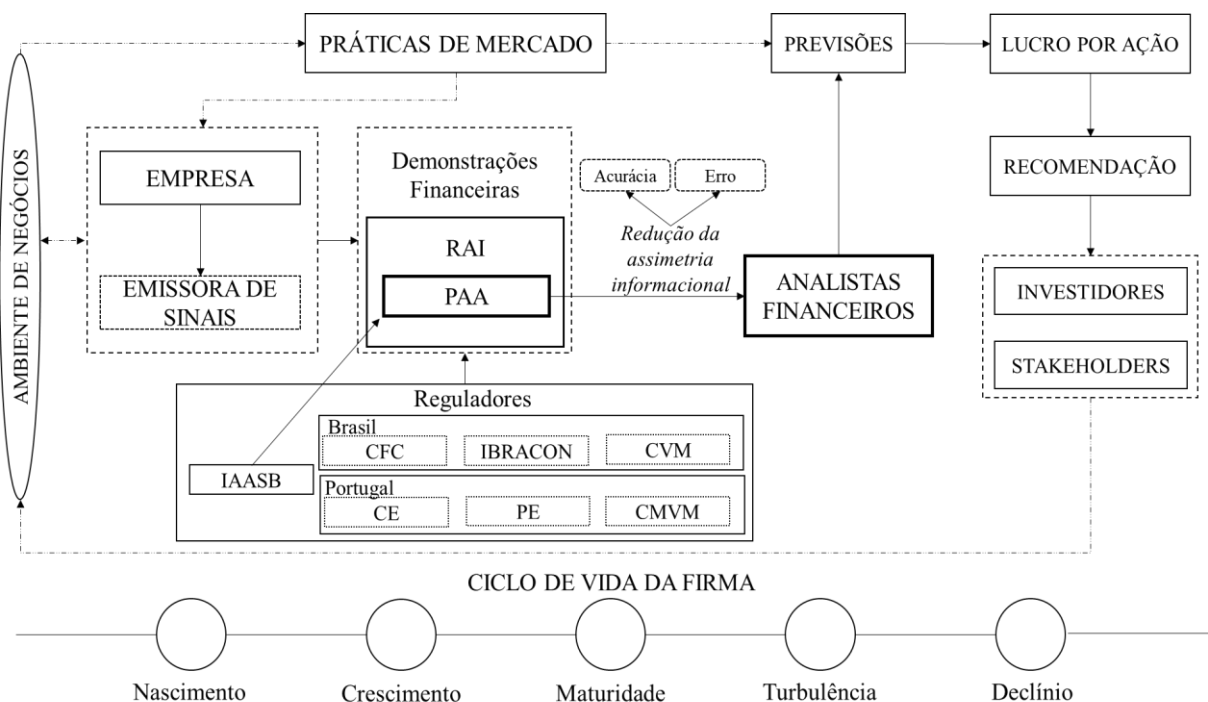 PRÁTICAS DE MERCADO
PREVISÕES
LUCRO POR AÇÃO
AMBIENTE DE NEGÓCIOS
EMPRESA
EMISSORA DE
SINAIS
Demonstrações
Financeiras
RAI
PAA
Acurácia
Erro
Redução da
assimetria
informacional
ANALISTAS
FINANCEIROS
RECOMENDAÇÃO
INVESTIDORES
STAKEHOLDERS
Reguladores
IAASB
Brasil
CFC
IBRACON
CVM
Portugal
CE
PE
CMVM
CICLO DE VIDA DA FIRMA
Nascimento
Crescimento
Maturidade
Turbulência
Declínio